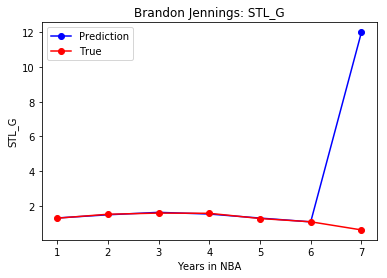 Brandon Jennings: STL_G
Prediction
True
12
10
8
6
4
2
STL_G
1 2 3 4 5 6 7
Years in NBA